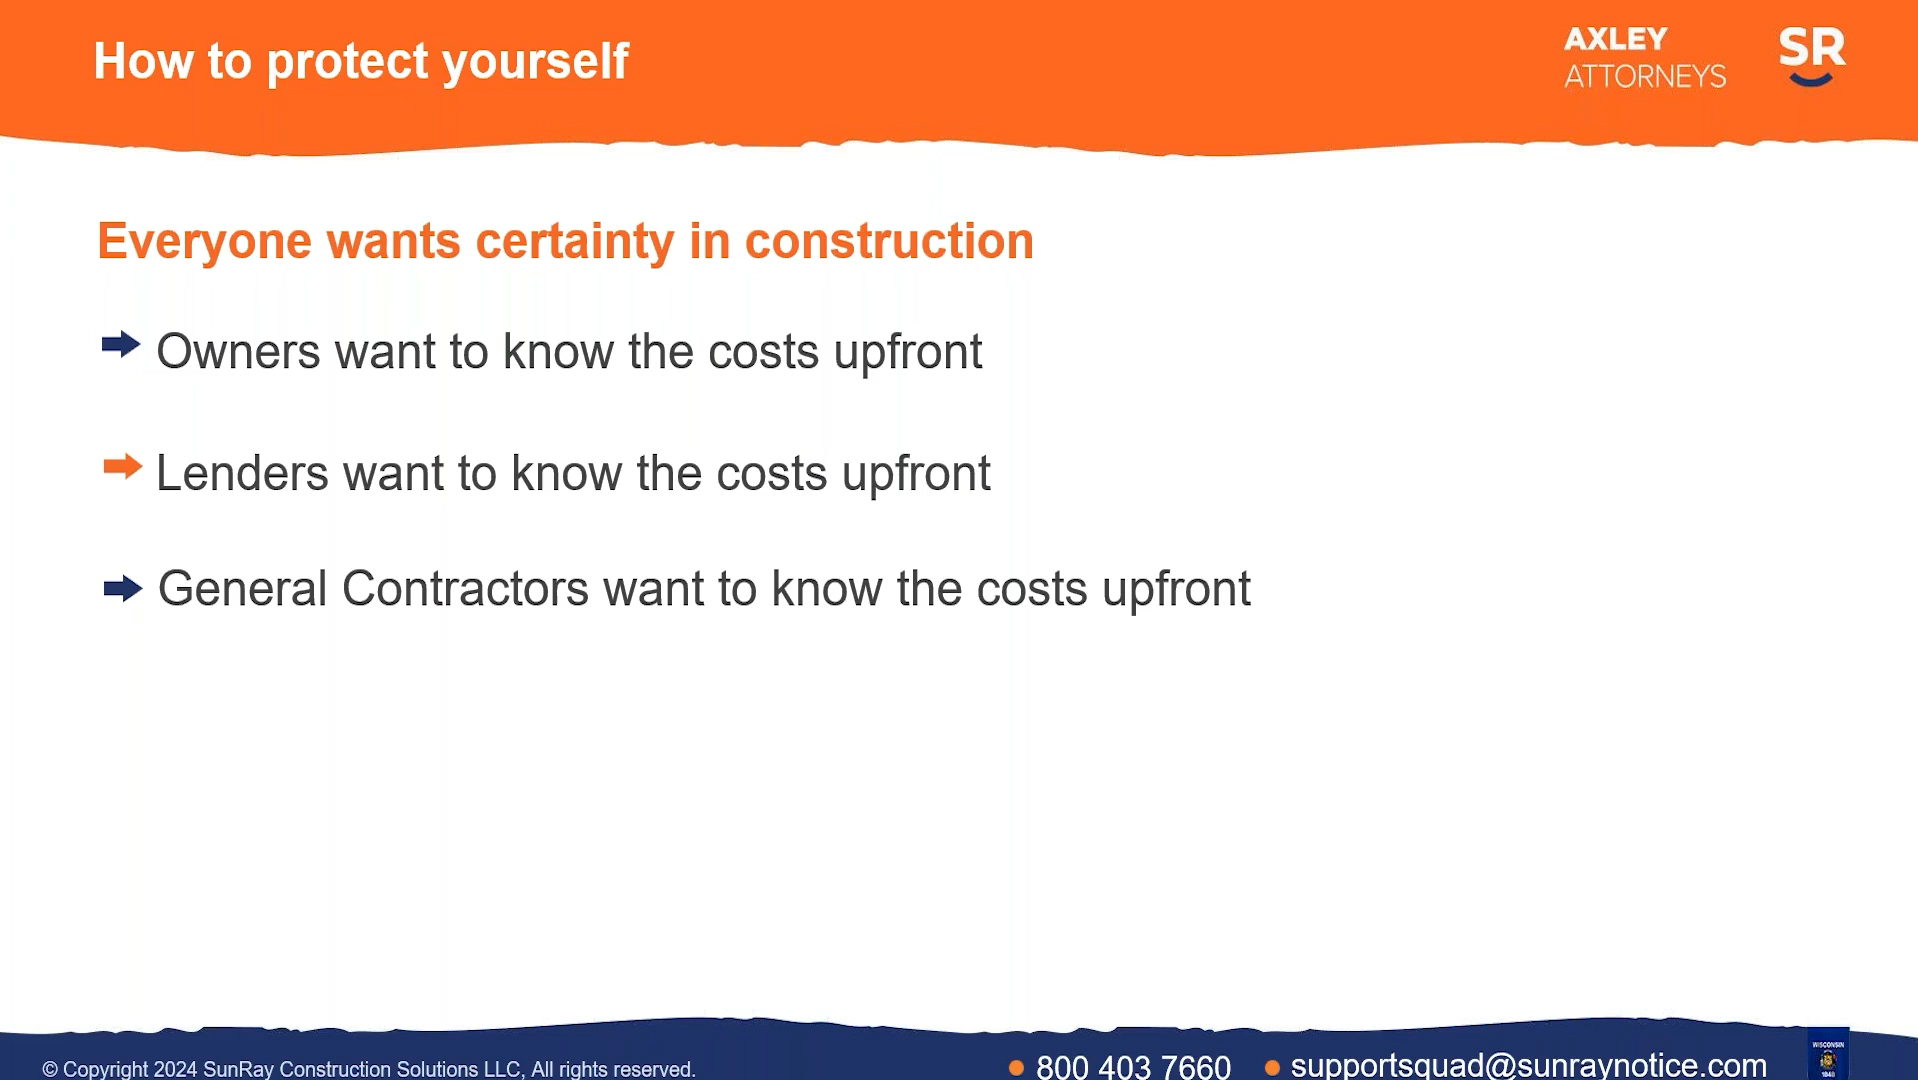 How to protect yourself
AXLEY
ATTORNEYS
SR
Everyone wants certainty in construction
Owners want to know the costs upfront
Lenders want to know the costs upfront
General Contractors want to know the costs upfront
© Copyright 2024 SunRay Construction Solutions LLC, All rights reserved.
800 403 7660
supportsquad@sunraynotice.com
WISCONSIN
1848